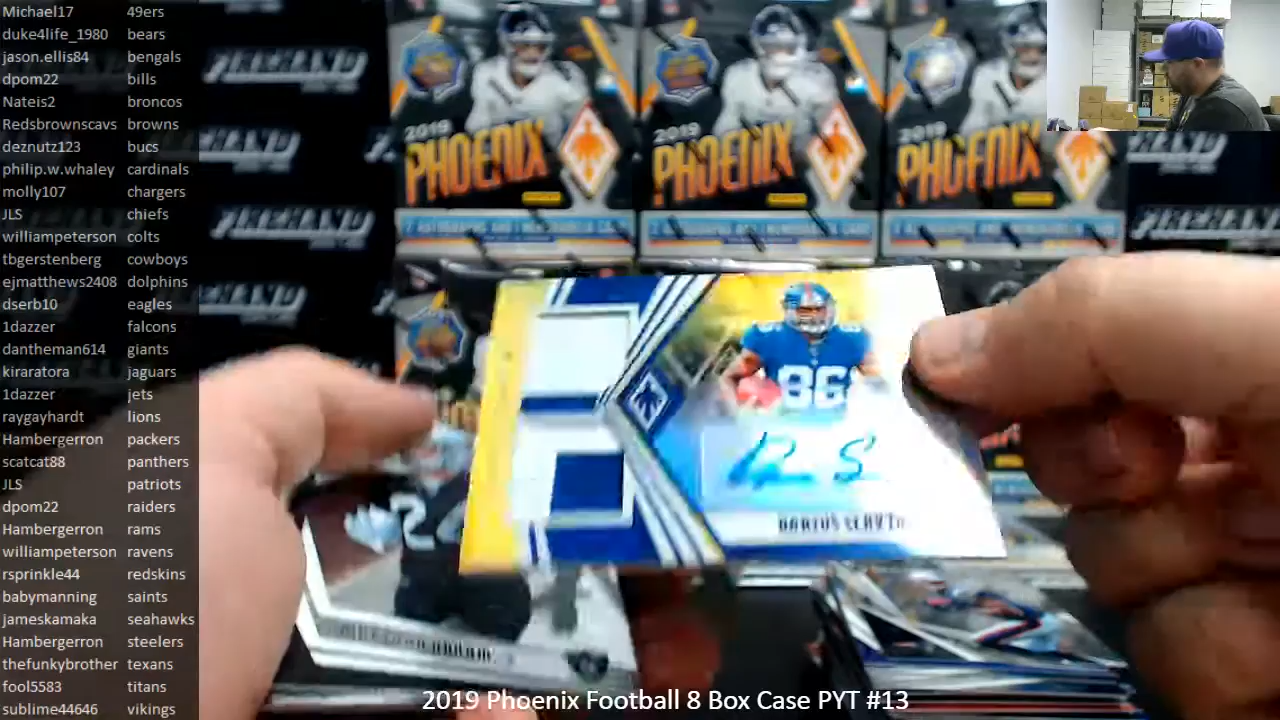 Michael17 49ers
duke4life_1980 bears
jason.ellis84 bengals
dpom22 bills
Nateis2 broncos
Redsbrownscavs browns
deznutz123 bucs
philip.w.whaley cardinals
molly107 chargers
JLS chiefs
williampeterson colts
tbgerstenberg cowboys
ejmatthews2408 dolphins
dserb10 eagles
1dazzer falcons
dantheman614 giants
kiraratora jaguars
1dazzer jets
raygayhardt lions
Hambergerron packers
scatcat88 panthers
JLS patriots
dpom22 raiders
Hambergerron rams
williampeterson ravens
rsprinkle44 redskins
babymanning saints
jameskamaka seahawks
Hambergerron steelers
thefunkybrother texans
fool5583 titans
sublime44646 vikings
2019 PHOENIX
2019 PHOENIX
2019 PHOENIX
86
24
2019 Phoenix Football 8 Box Case PYT #13